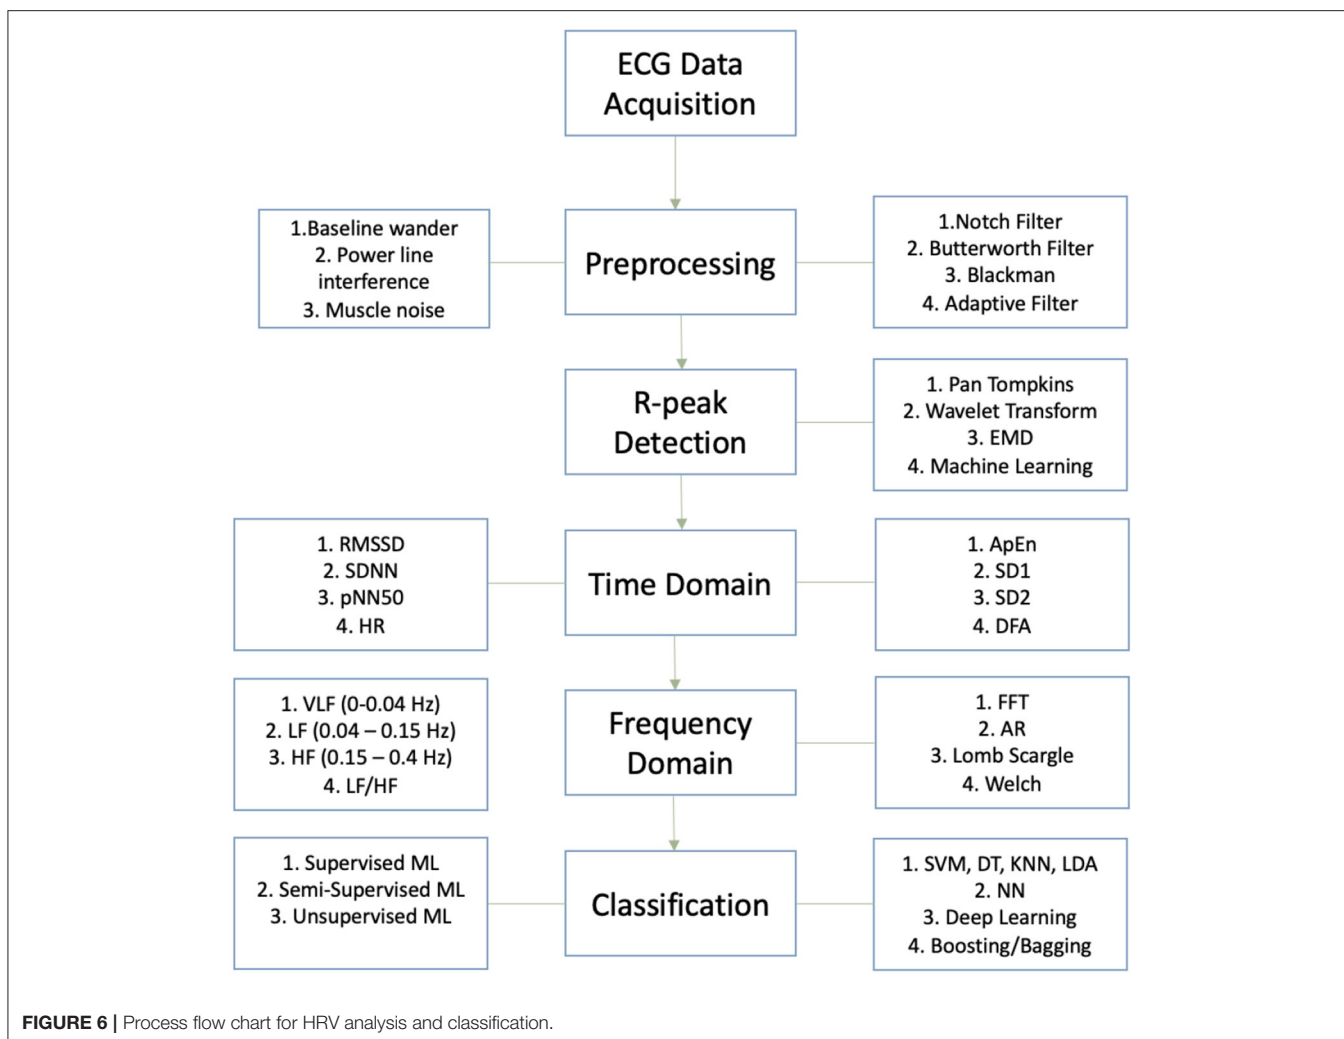 ECG Data
Acquisition
1.Baseline wander
2. Power line
interference
3. Muscle noise
Preprocessing
1.Notch Filter
2. Butterworth Filter
3. Blackman
4. Adaptive Filter
R-peak
Detection
1. Pan Tompkins
2. Wavelet Transform
3. EMD
4. Machine Learning
1. RMSSD
2. SDNN
3. pNN50
4. HR
Time Domain
1. ApEn
2. SD1
3. SD2
4. DFA
1. VLF (0-0.04 Hz)
2. LF (0.04 – 0.15 Hz)
3. HF (0.15 – 0.4 Hz)
4. LF/HF
Frequency
Domain
1. FFT
2. AR
3. Lomb Scargle
4. Welch
1. Supervised ML
2. Semi-Supervised ML
3. Unsupervised ML
Classification
1. SVM, DT, KNN, LDA
2. NN
3. Deep Learning
4. Boosting/Bagging
FIGURE 6 | Process flow chart for HRV analysis and classification.